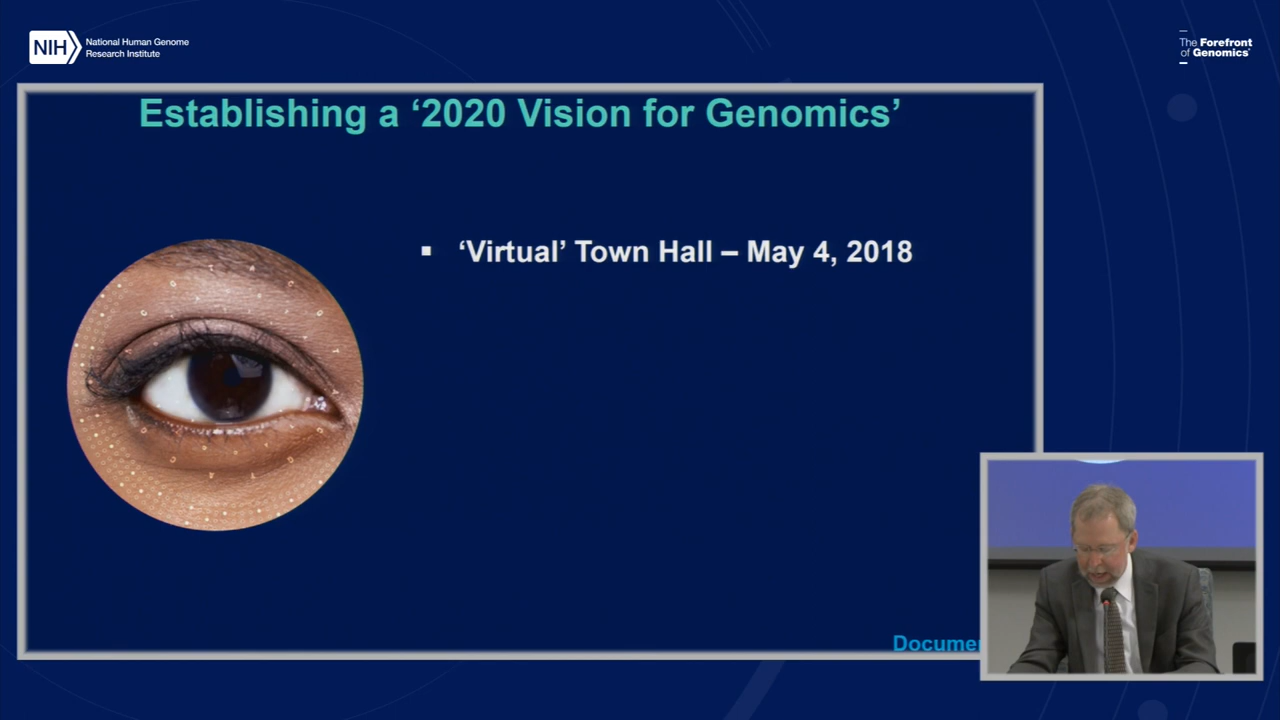 NIH
National Human Genome
Research Institute
The Forefront
of Genomics
Establishing a ‘2020 Vision for Genomics’
▪ ‘Virtual’ Town Hall – May 4, 2018